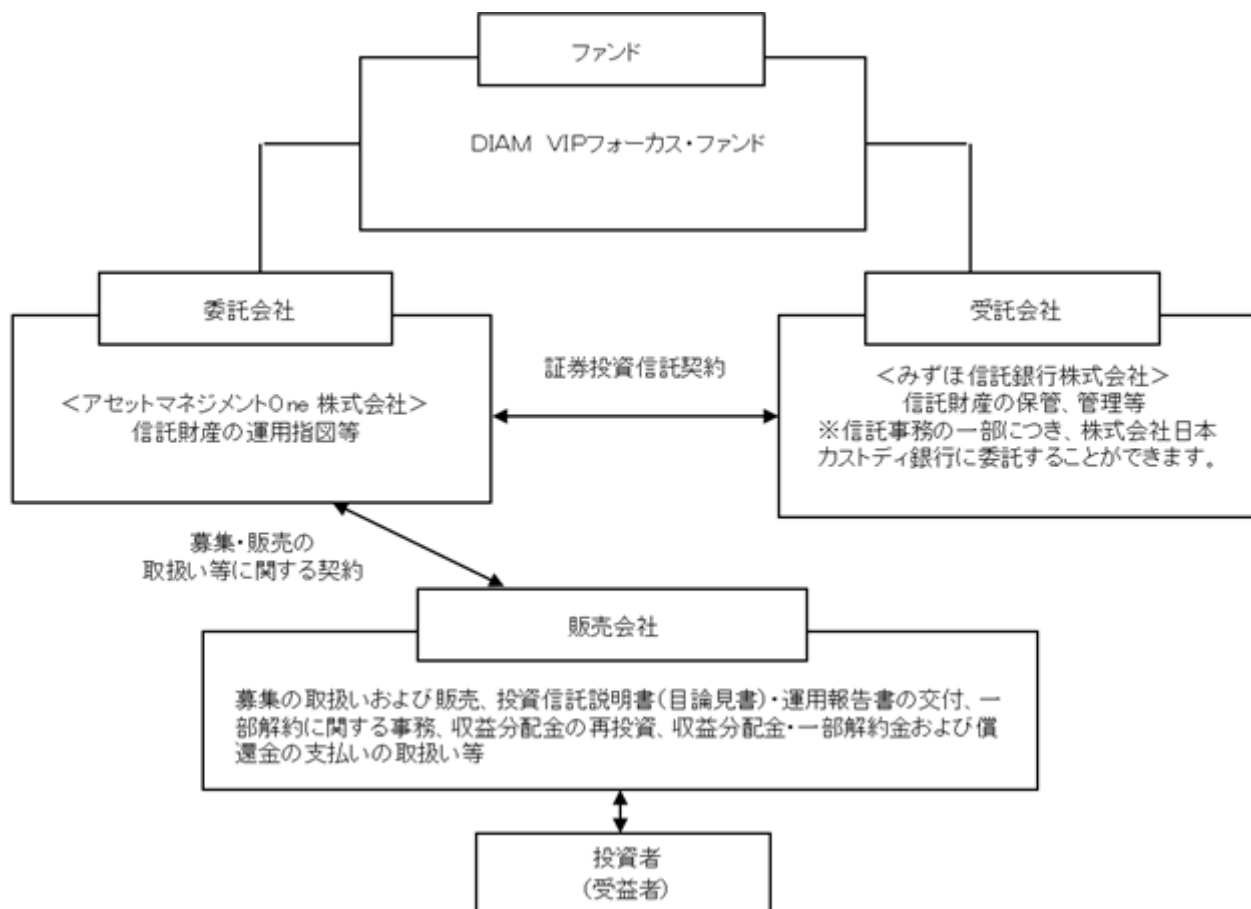 ファンド
DIAM VIPフォーカス・ファンド
委託会社
<アセットマネジメントOne 株式会社>
信託財産の運用指図等
証券投資信託契約
受託会社
<みずほ信託銀行株式会社>
信託財産の保管、管理等
※信託事務の一部につき、株式会社日本
カストディ銀行に委託することができます。
募集・販売の
取扱い等に関する契約
販売会社
募集の取扱いおよび販売、投資信託説明書(目論見書)・運用報告書の交付、一
部解約に関する事務、収益分配金の再投資、収益分配金・一部解約金および償
還金の支払いの取扱い等
投資者
(受益者)